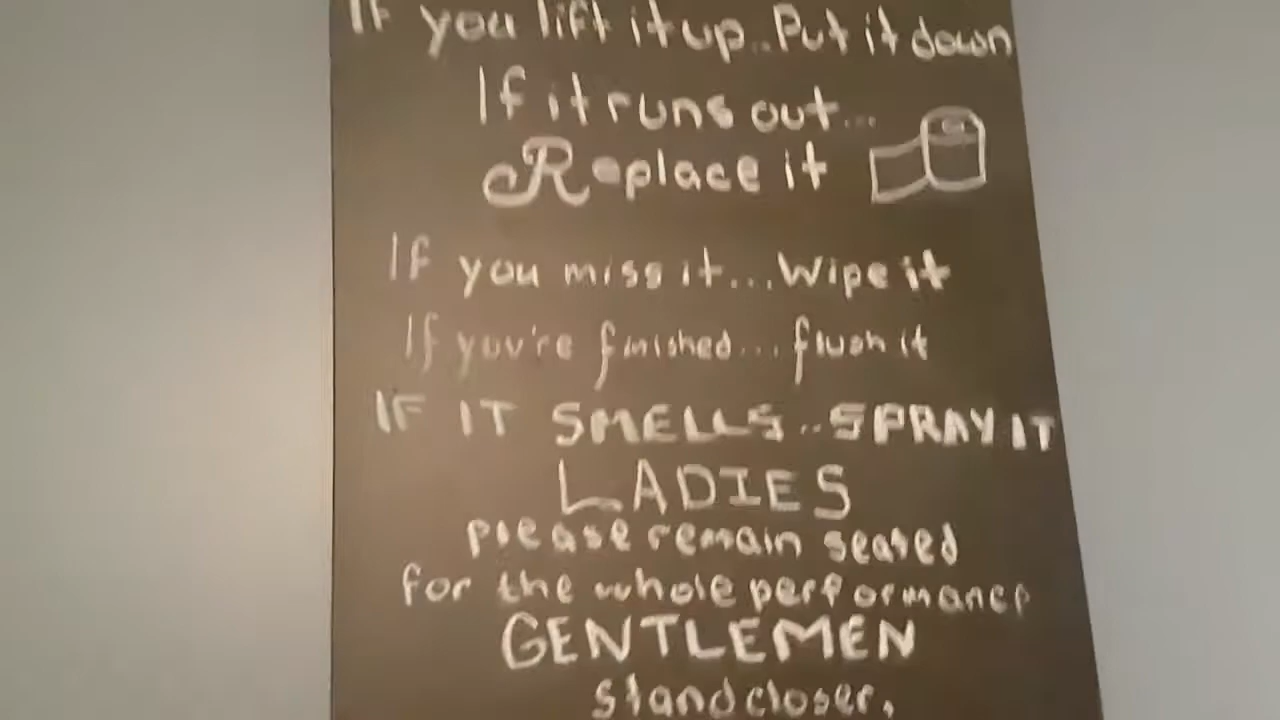 If you lift it up..Put it down
If it runs out...
Replace it
If you miss it...Wipe it
If you're finished...flush it
IF IT SMELLS..SPRAY IT
LADIES
please remain seated
for the whole performance
GENTLEMEN
stand closer,